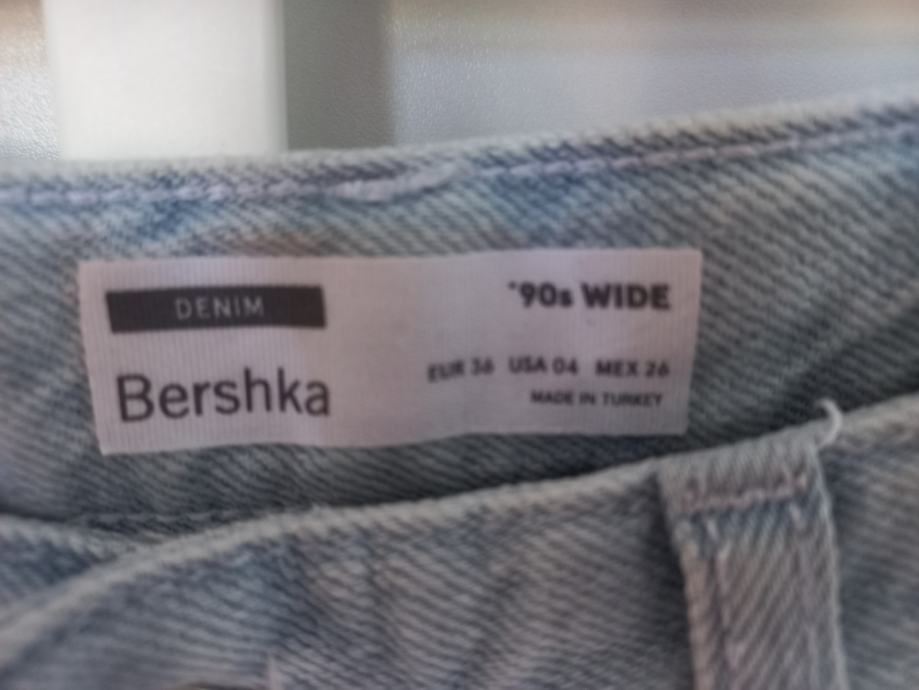 DENIM
Bershka
'90s WIDE
EUR 36 USA 04 MEX 26
MADE IN TURKEY